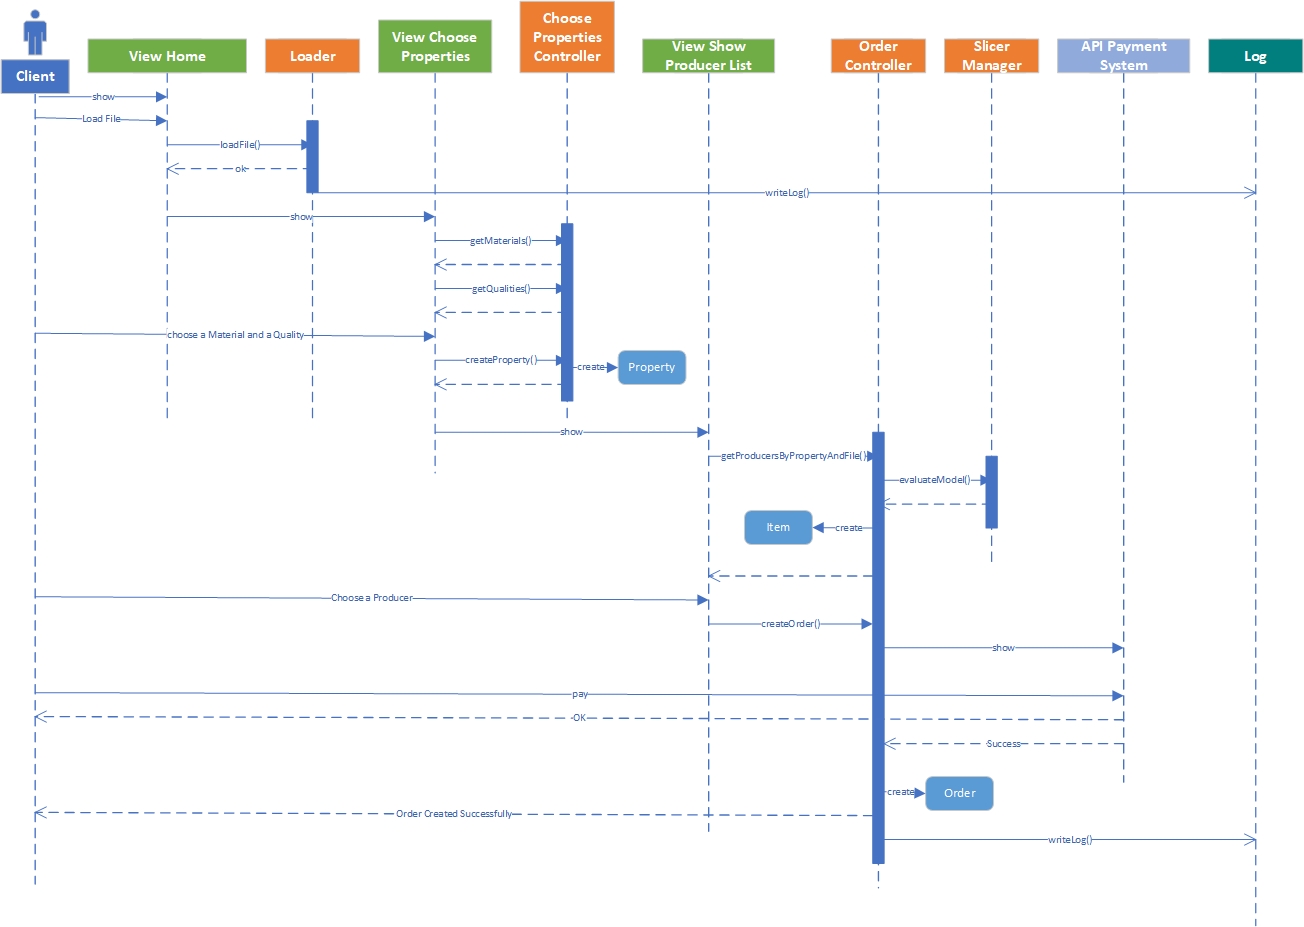 Client
View Home
Loader
View Choose
Properties
Choose
Properties
Controller
View Show
Producer List
Order
Controller
Slicer
Manager
API Payment
System
Log
show
Load File
loadFile()
ok
writeLog()
show
getMaterials()
getQualities()
choose a Material and a Quality
createProperty()
create
Property
show
getProducersByPropertyAndFile()
evaluateModel()
Item
create
Choose a Producer
createOrder()
show
pay
OK
Success
create
Order
Order Created Successfully
writeLog()